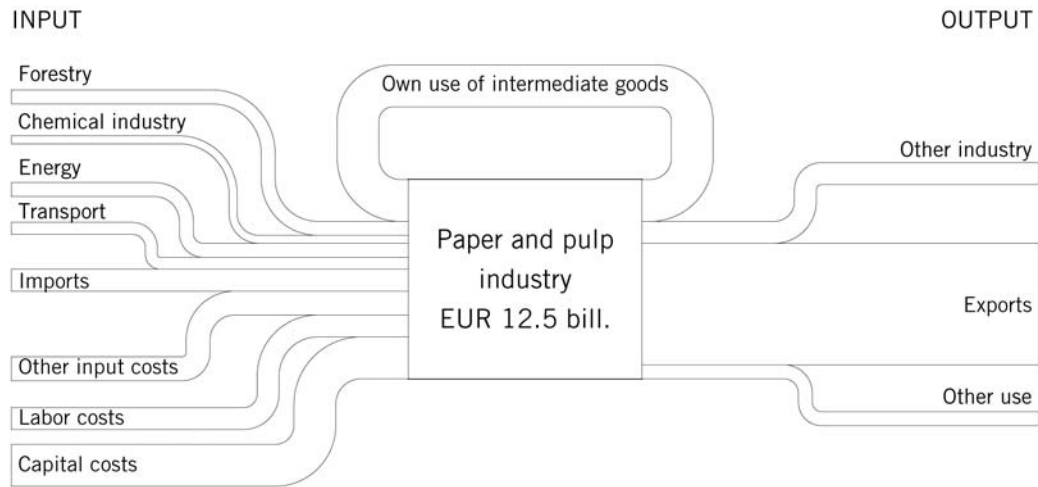 INPUT
OUTPUT
Forestry
Chemical industry
Energy
Transport
Imports
Other input costs
Labor costs
Capital costs
Own use of intermediate goods
Paper and pulp
industry
EUR 12.5 bill.
Other industry
Exports
Other use